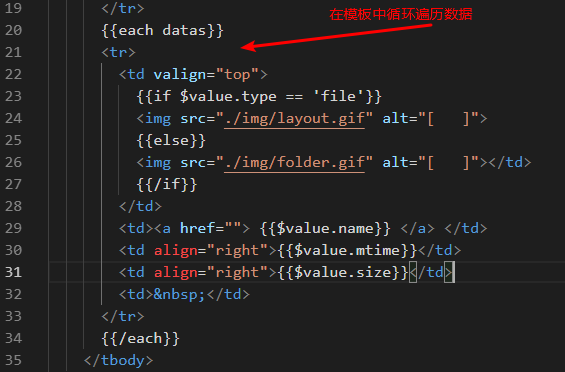 19 </tr>
20 {{each datas}}
在模板中循环遍历数据
21 <tr>
22 <td valign="top">
23 {{if $value.type == 'file'}}
24 <img src="./img/layout.gif" alt="[   ]">
25 {{else}}
26 <img src="./img/folder.gif" alt="[   ]"></td>
27 {{/if}}
28 </td>
29 <td><a href=""> {{$value.name}} </a> </td>
30 <td align="right">{{$value.mtime}}</td>
31 <td align="right">{{$value.size}}</td>
32 <td>&nbsp;</td>
33 </tr>
34 {{/each}}
35 </tbody>